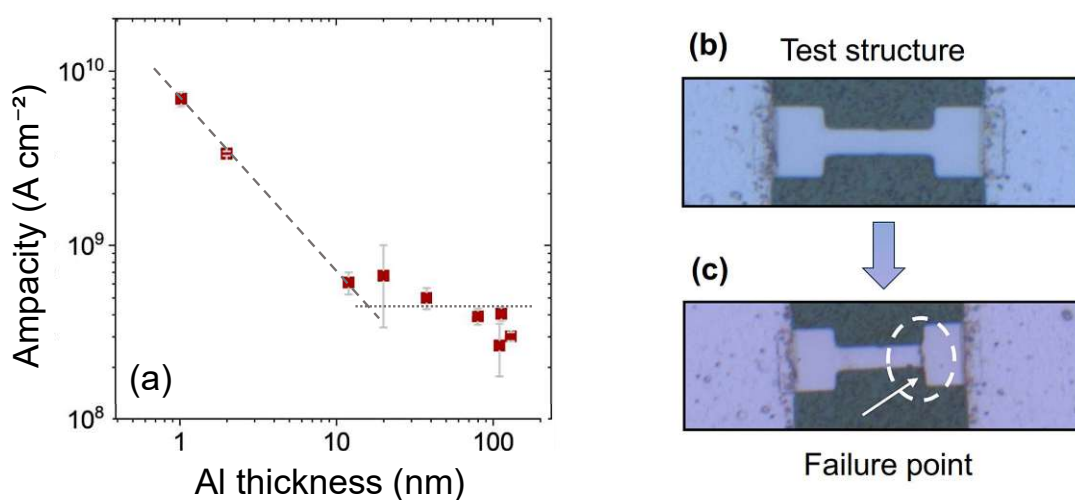 10¹⁰
10⁹
10⁸
Ampacity (A cm⁻²)
(a)
1
10
100
Al thickness (nm)
(b)
Test structure
(c)
Failure point